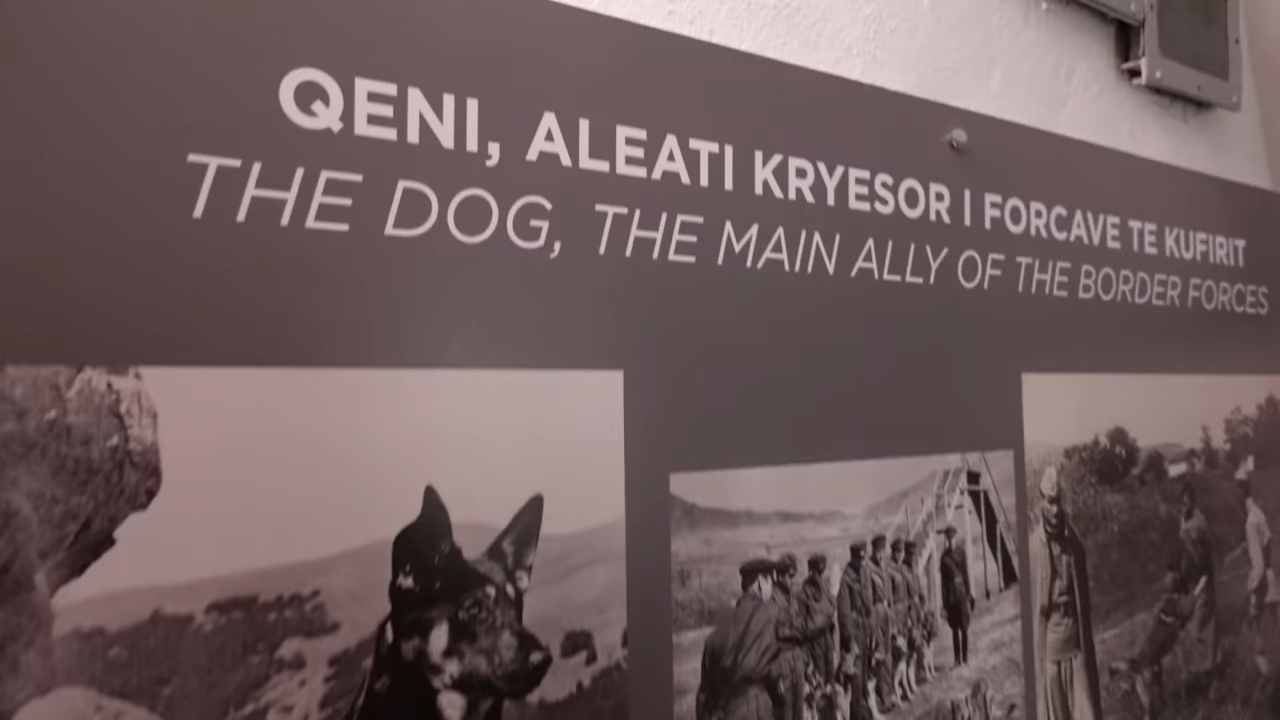 QENI, ALEATI KRYESOR I FORCAVE TE KUFIRIT
THE DOG, THE MAIN ALLY OF THE BORDER FORCES